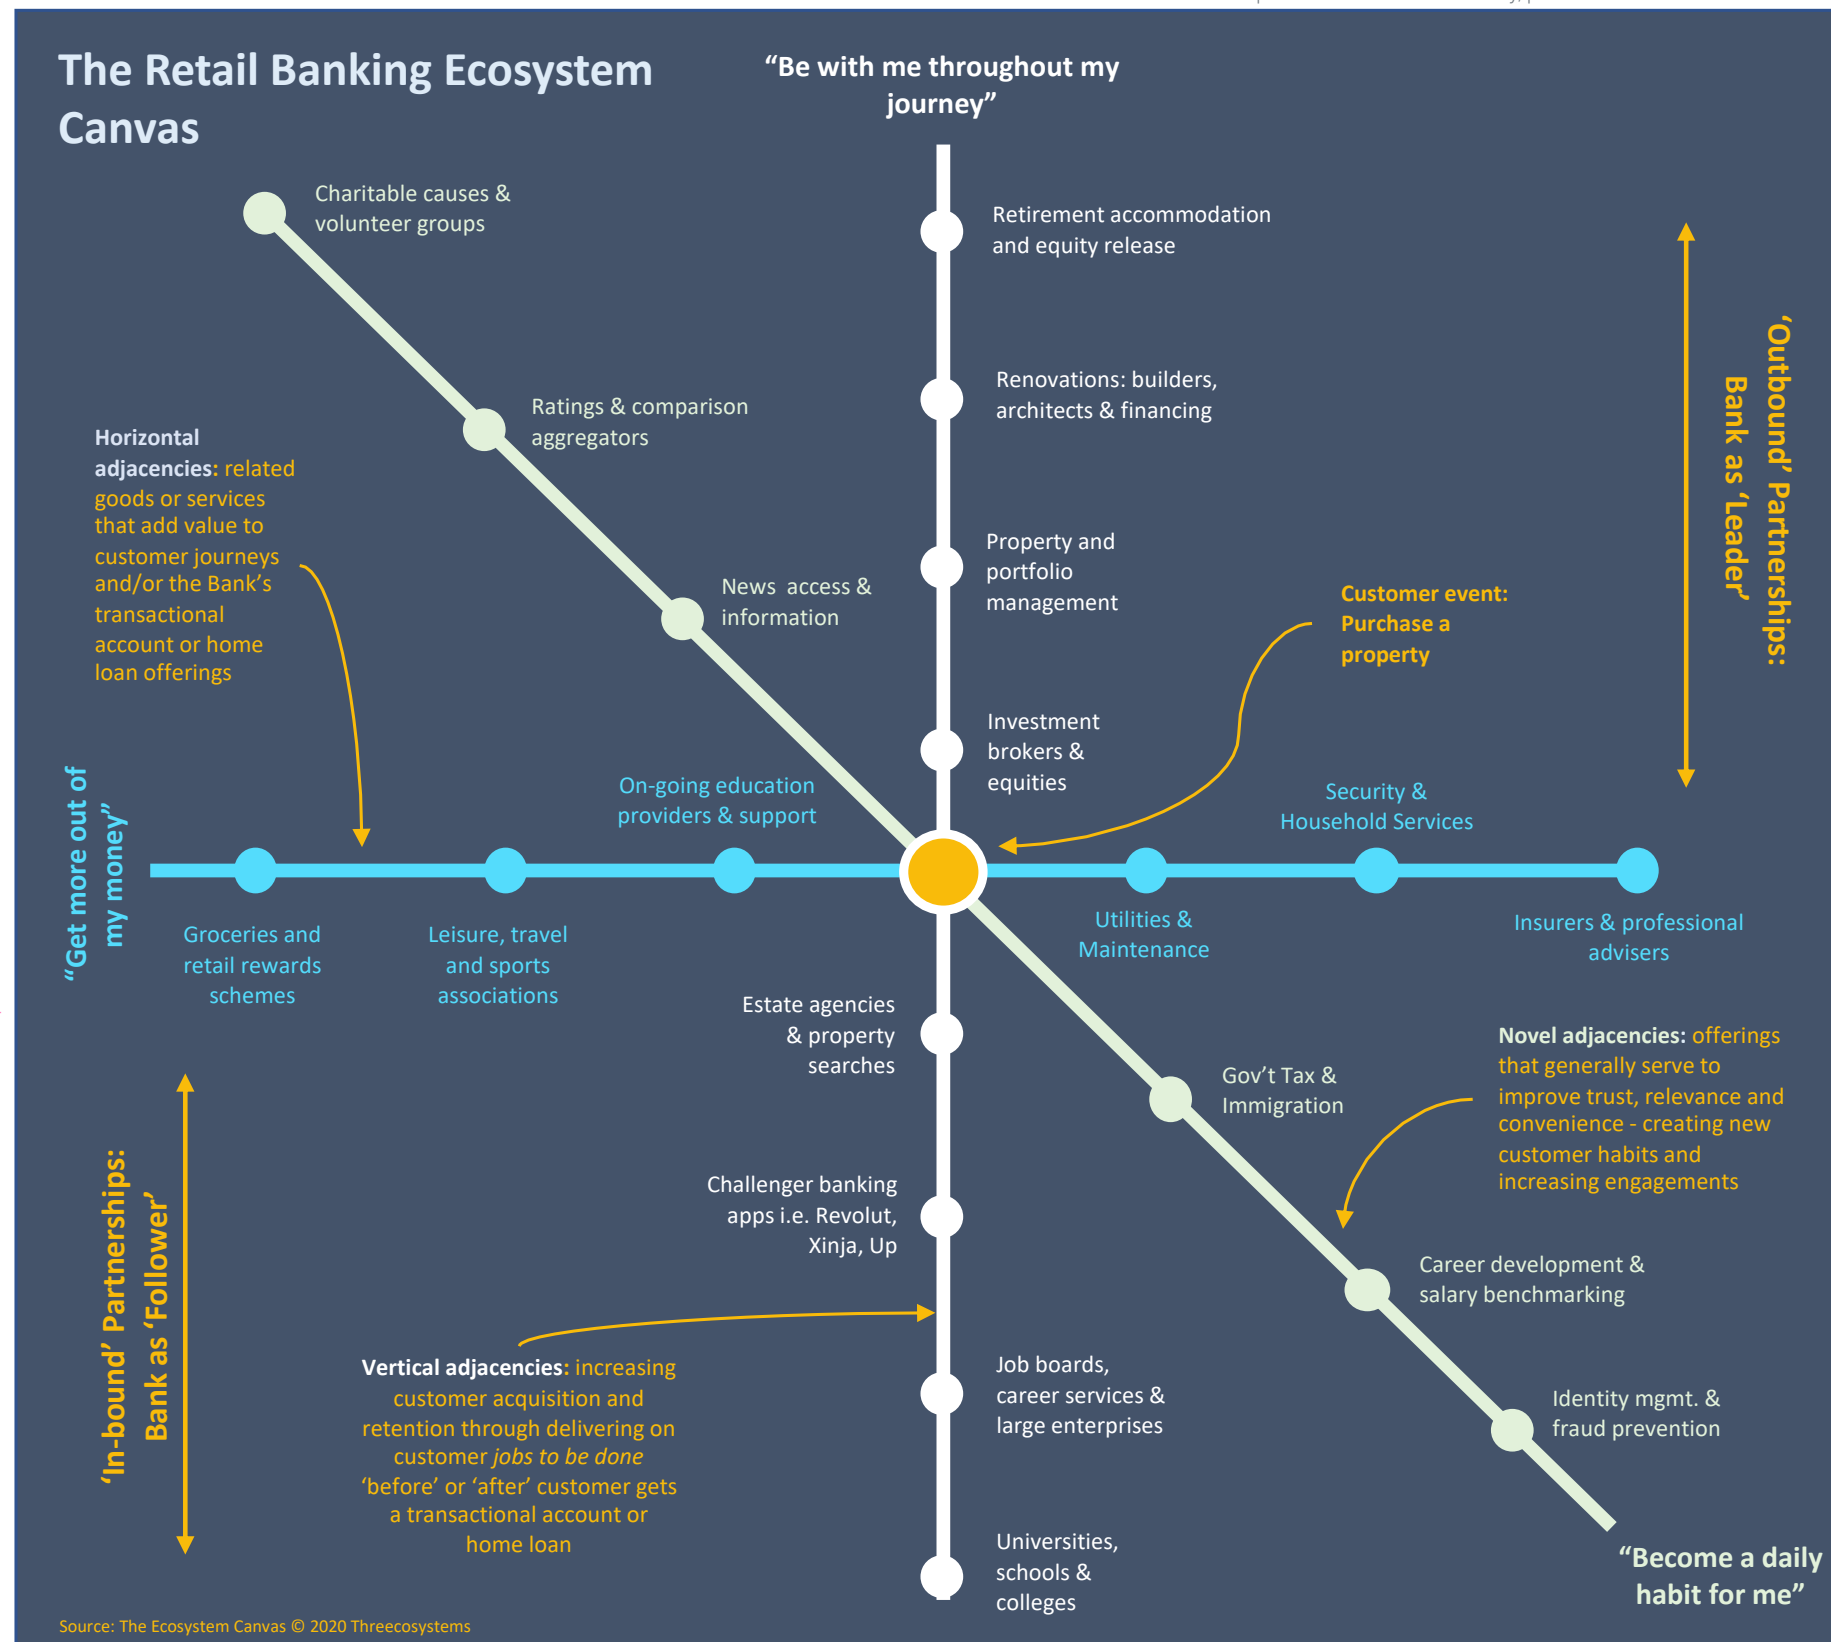 The Retail Banking Ecosystem
Canvas
“Be with me throughout my
journey”
Charitable causes &
volunteer groups
Retirement accommodation
and equity release
Renovations: builders,
architects & financing
Ratings & comparison
aggregators
Horizontal
adjacencies: related
goods or services
that add value to
customer journeys
and/or the Bank’s
transactional
account or home
loan offerings
‘Outbound’ Partnerships:
Bank as ‘Leader’
Property and
portfolio
management
News access &
information
Customer event:
Purchase a
property
Investment
brokers &
equities
“Get more out of
my money”
On-going education
providers & support
Security &
Household Services
Groceries and
retail rewards
schemes
Leisure, travel
and sports
associations
Utilities &
Maintenance
Insurers & professional
advisers
Estate agencies
& property
searches
Novel adjacencies: offerings
that generally serve to
improve trust, relevance and
convenience - creating new
customer habits and
increasing engagements
Gov’t Tax &
Immigration
‘In-bound’ Partnerships:
Bank as ‘Follower’
Challenger banking
apps i.e. Revolut,
Xinja, Up
Career development &
salary benchmarking
Vertical adjacencies: increasing
customer acquisition and
retention through delivering on
customer jobs to be done
‘before’ or ‘after’ customer gets
a transactional account or
home loan
Job boards,
career services &
large enterprises
Identity mgmt. &
fraud prevention
Universities,
schools &
colleges
“Become a daily
habit for me”
Source: The Ecosystem Canvas © 2020 Threecosystems